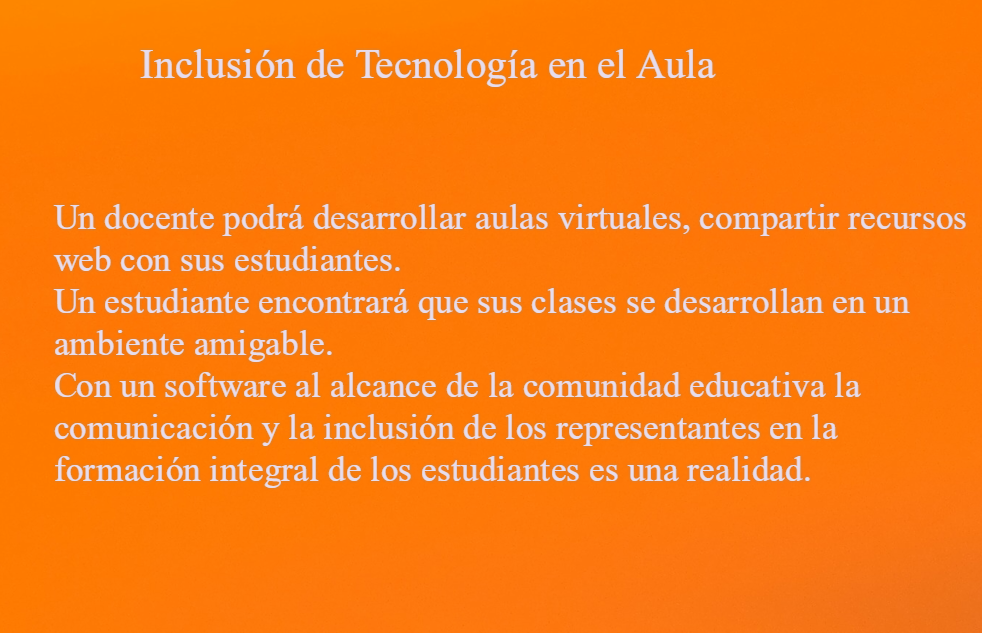 Inclusión de Tecnología en el Aula
Un docente podrá desarrollar aulas virtuales, compartir recursos
web con sus estudiantes.
Un estudiante encontrará que sus clases se desarrollan en un
ambiente amigable.
Con un software al alcance de la comunidad educativa la
comunicación y la inclusión de los representantes en la
formación integral de los estudiantes es una realidad.